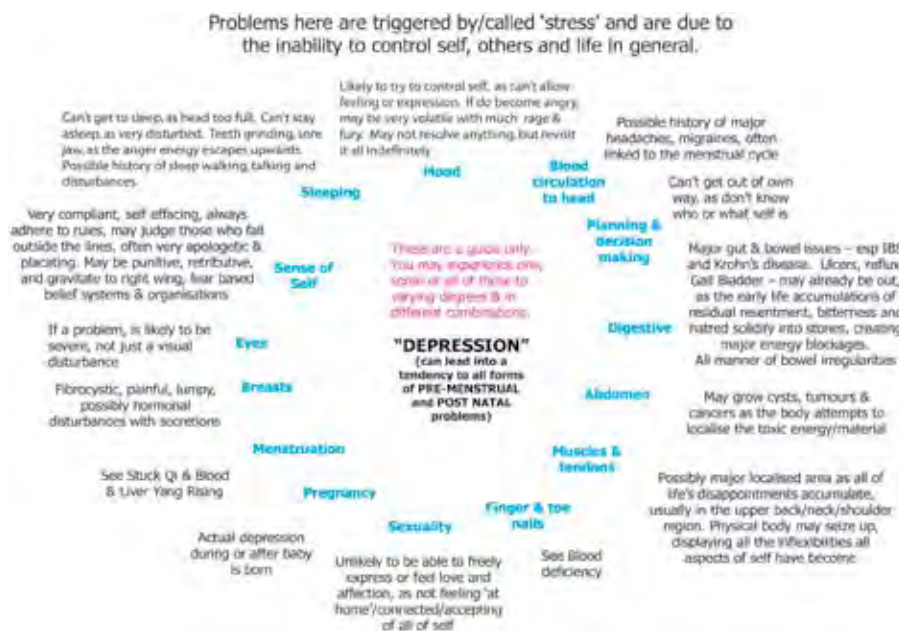 Problems here are triggered by/called 'stress' and are due to
the inability to control self, others and life in general.
Likely to try to control self, as can't allow
feeling or expression. If do become angry,
may be very volatile with much rage &
fury. May not resolve anything, but revolt
it all indefinitely
Mood
Can't get to sleep, as head too full. Can't stay
asleep, as very disturbed. Teeth grinding, sore
jaw, as the anger energy escapes upwards.
Possible history of sleep walking, talking and
disturbances
Sleeping
Possible history of major
headaches, migraines, often
linked to the menstrual cycle
Blood
circulation
to head
Can't get out of own
way, as don't know
who or what self is
Planning &
decision
making
Very compliant, self effacing, always
adhere to rules, may judge those who fall
outside the lines, often very apologetic &
placating. May be punitive, retributive,
and gravitate to right wing, fear based
belief systems & organisations
Sense of
Self
These are a guide only.
You may experience one,
some or all of those to
varying degrees & in
different combinations.
"DEPRESSION"
(can lead into a
tendency to all forms
of PRE-MENSTRUAL
and POST NATAL
problems)
Major gut & bowel issues – esp IBS
and Krohn's disease. Ulcers, reflux,
Gall Bladder – may already be out,
as the early life accumulations of
residual resentment, bitterness and
hatred solidify into stones, creating
major energy blockages.
All manner of bowel irregularities
Digestive
If a problem, is likely to be
severe, not just a visual
disturbance
Eyes
Fibrocystic, painful, lumpy,
possibly hormonal
disturbances with secretions
Breasts
May grow cysts, tumours &
cancers as the body attempts to
localise the toxic energy/material
Abdomen
Menstruation
See Stuck Qi & Blood
& Liver Yang Rising
Muscles &
tendons
Possibly major localised area as all of
life's disappointments accumulate,
usually in the upper back/neck/shoulder
region. Physical body may seize up,
displaying all the inflexibilities all
aspects of self have become
Pregnancy
Actual depression
during or after baby
is born
Sexuality
Unlikely to be able to freely
express or feel love and
affection, as not feeling 'at
home'/connected/accepting
of all of self
Finger & toe
nails
See Blood
deficiency